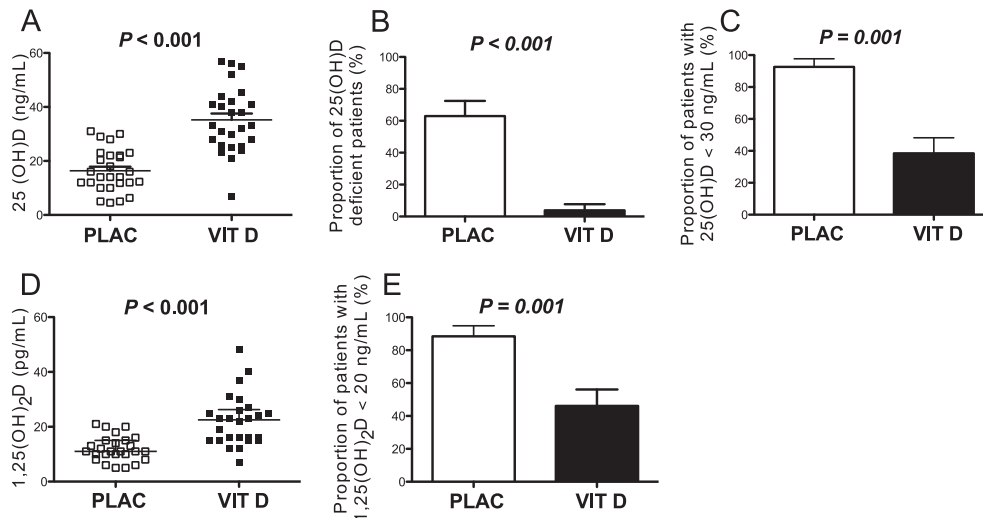 A
P < 0.001
25 (OH)D (ng/mL)
60
40
20
0
PLAC
VIT D
B
P < 0.001
Proportion of 25(OH)D
deficient patients (%)
100
80
60
40
20
0
PLAC
VIT D
C
P = 0.001
Proportion of patients with
25(OH)D < 30 ng/mL (%)
100
80
60
40
20
0
PLAC
VIT D
D
P < 0.001
1,25(OH)₂D (pg/mL)
60
40
20
0
PLAC
VIT D
E
P = 0.001
Proportion of patients with
1,25(OH)₂D < 20 ng/mL (%)
100
80
60
40
20
0
PLAC
VIT D